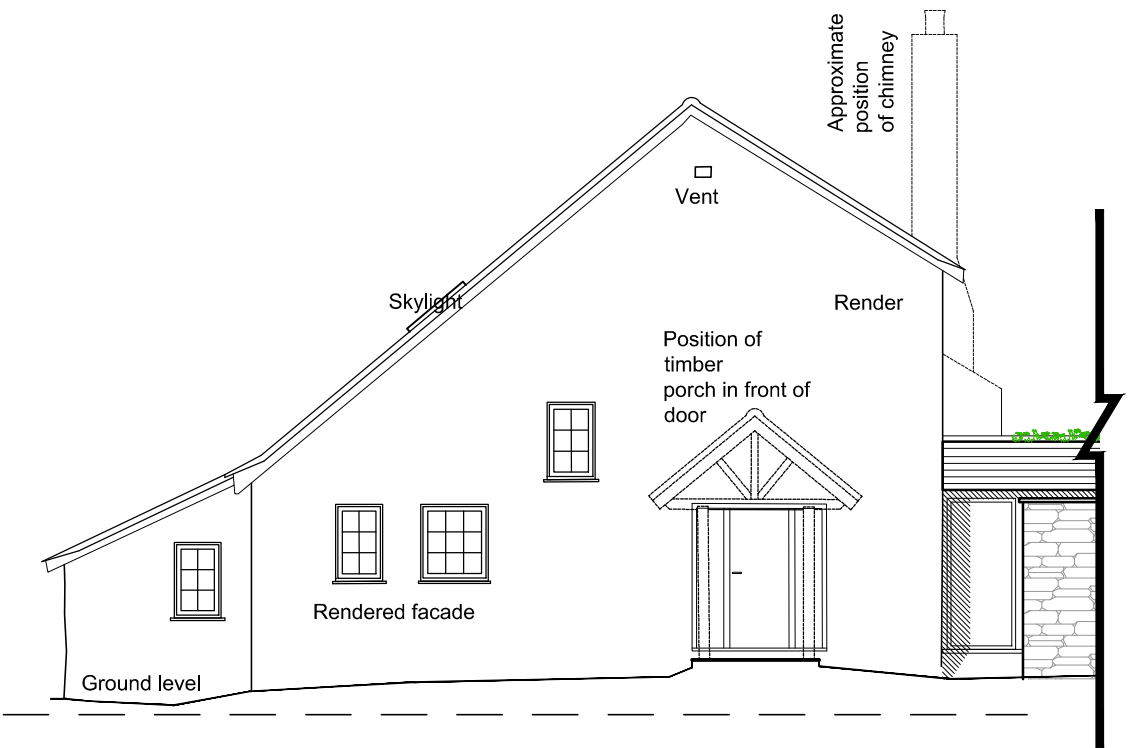 Approximate
position
of chimney
Vent
Skylight
Render
Position of
timber
porch in front of
door
Rendered facade
Ground level